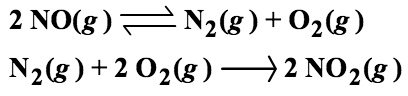 2 NO(g) ⇌ N₂(g) + O₂(g)
N₂(g) + 2 O₂(g) ⟶ 2 NO₂(g)